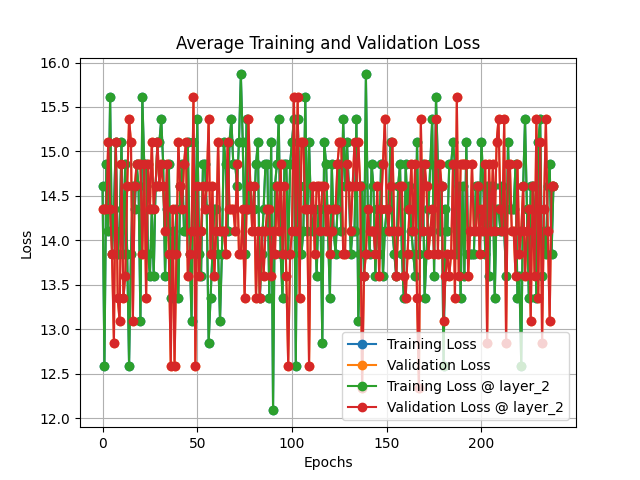 Average Training and Validation Loss
16.0
15.5
15.0
14.5
14.0
13.5
13.0
12.5
12.0
Loss
0
50
100
150
200
Epochs
Training Loss
Validation Loss
Training Loss @ layer_2
Validation Loss @ layer_2